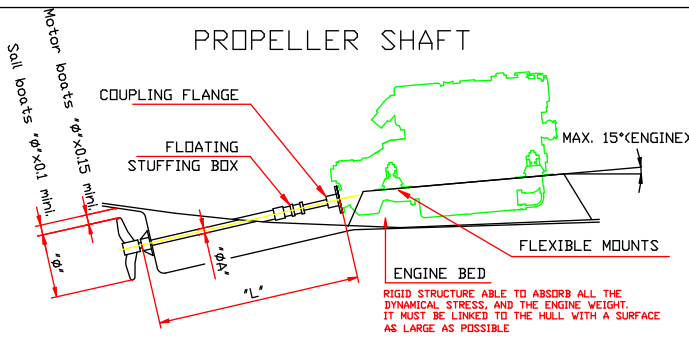 PROPELLER SHAFT
Motor boats "ø"x0.15 mini.
Sail boats "ø"x0.1 mini.
COUPLING FLANGE
FLOATING
STUFFING BOX
MAX. 15°(ENGINE)
"ø"
"øA"
"L"
FLEXIBLE MOUNTS
ENGINE BED
RIGID STRUCTURE ABLE TO ABSORB ALL THE
DYNAMICAL STRESS, AND THE ENGINE WEIGHT.
IT MUST BE LINKED TO THE HULL WITH A SURFACE
AS LARGE AS POSSIBLE